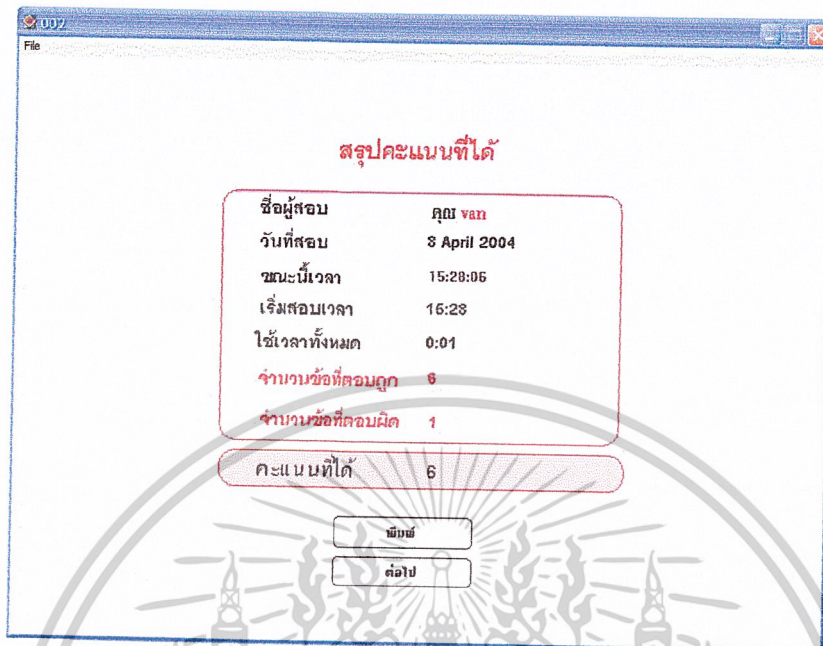 002
File
สรุปคะแนนที่ได้
ชื่อผู้สอบ คุณ van
วันที่สอบ 8 April 2004
ขณะนี้เวลา 15:28:06
เริ่มสอบเวลา 15:28
ใช้เวลาทั้งหมด 0:01
จำนวนข้อที่ตอบถูก 6
จำนวนข้อที่ตอบผิด 1
คะแนนที่ได้ 6
พิมพ์
ต่อไป